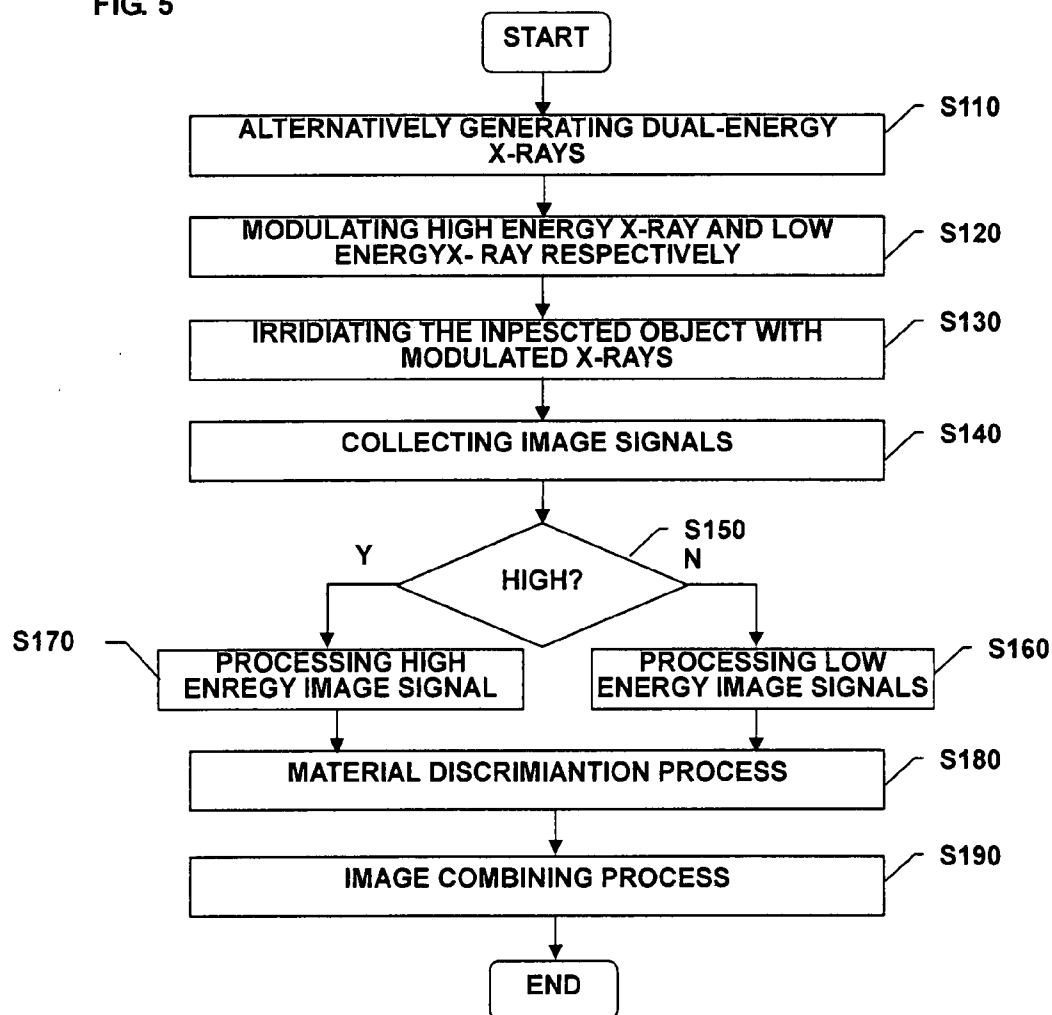 FIG. 5
START
S110
ALTERNATIVELY GENERATING DUAL-ENERGY
X-RAYS
MODULATING HIGH ENERGY X-RAY AND LOW
ENERGYX- RAY RESPECTIVELY
S120
IRRIDIATING THE INPESCTED OBJECT WITH
MODULATED X-RAYS
S130
COLLECTING IMAGE SIGNALS
S140
S150
Y
N
HIGH?
S170
PROCESSING HIGH
ENREGY IMAGE SIGNAL
PROCESSING LOW
ENERGY IMAGE SIGNALS
S160
MATERIAL DISCRIMIANTION PROCESS
S180
IMAGE COMBINING PROCESS
S190
END